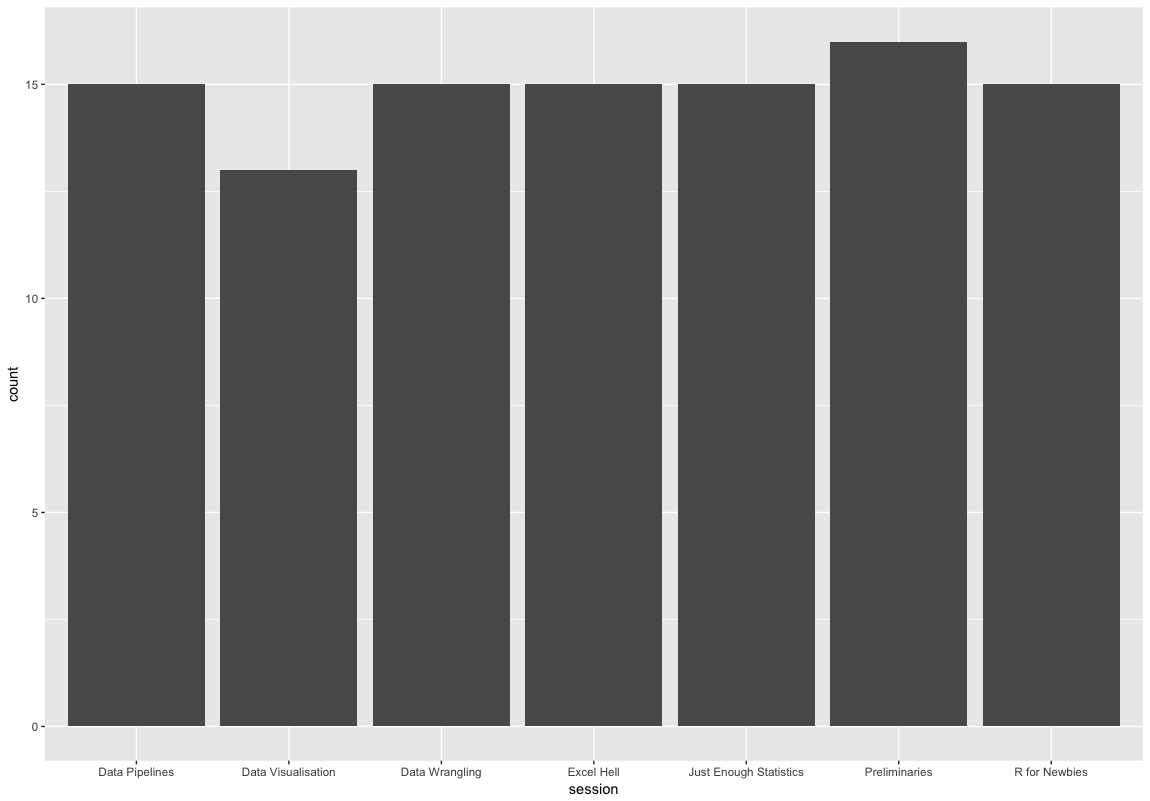 count
15
10
5
0
Data Pipelines
Data Visualisation
Data Wrangling
Excel Hell
Just Enough Statistics
Preliminaries
R for Newbies
session